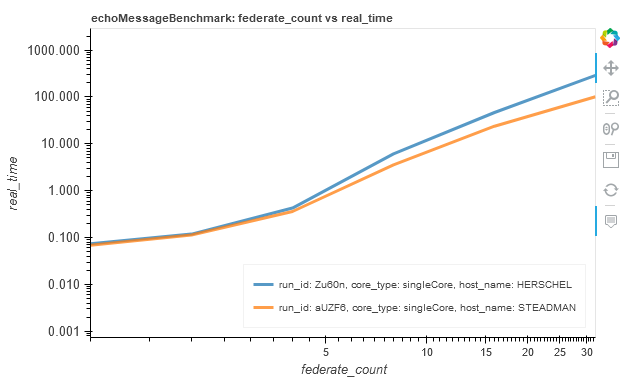 echoMessageBenchmark: federate_count vs real_time
1000.000
100.000
10.000
1.000
0.100
0.010
0.001
real_time
run_id: Zu60n, core_type: singleCore, host_name: HERSCHEL
run_id: aUZF6, core_type: singleCore, host_name: STEADMAN
5 10 15 20 25 30
federate_count